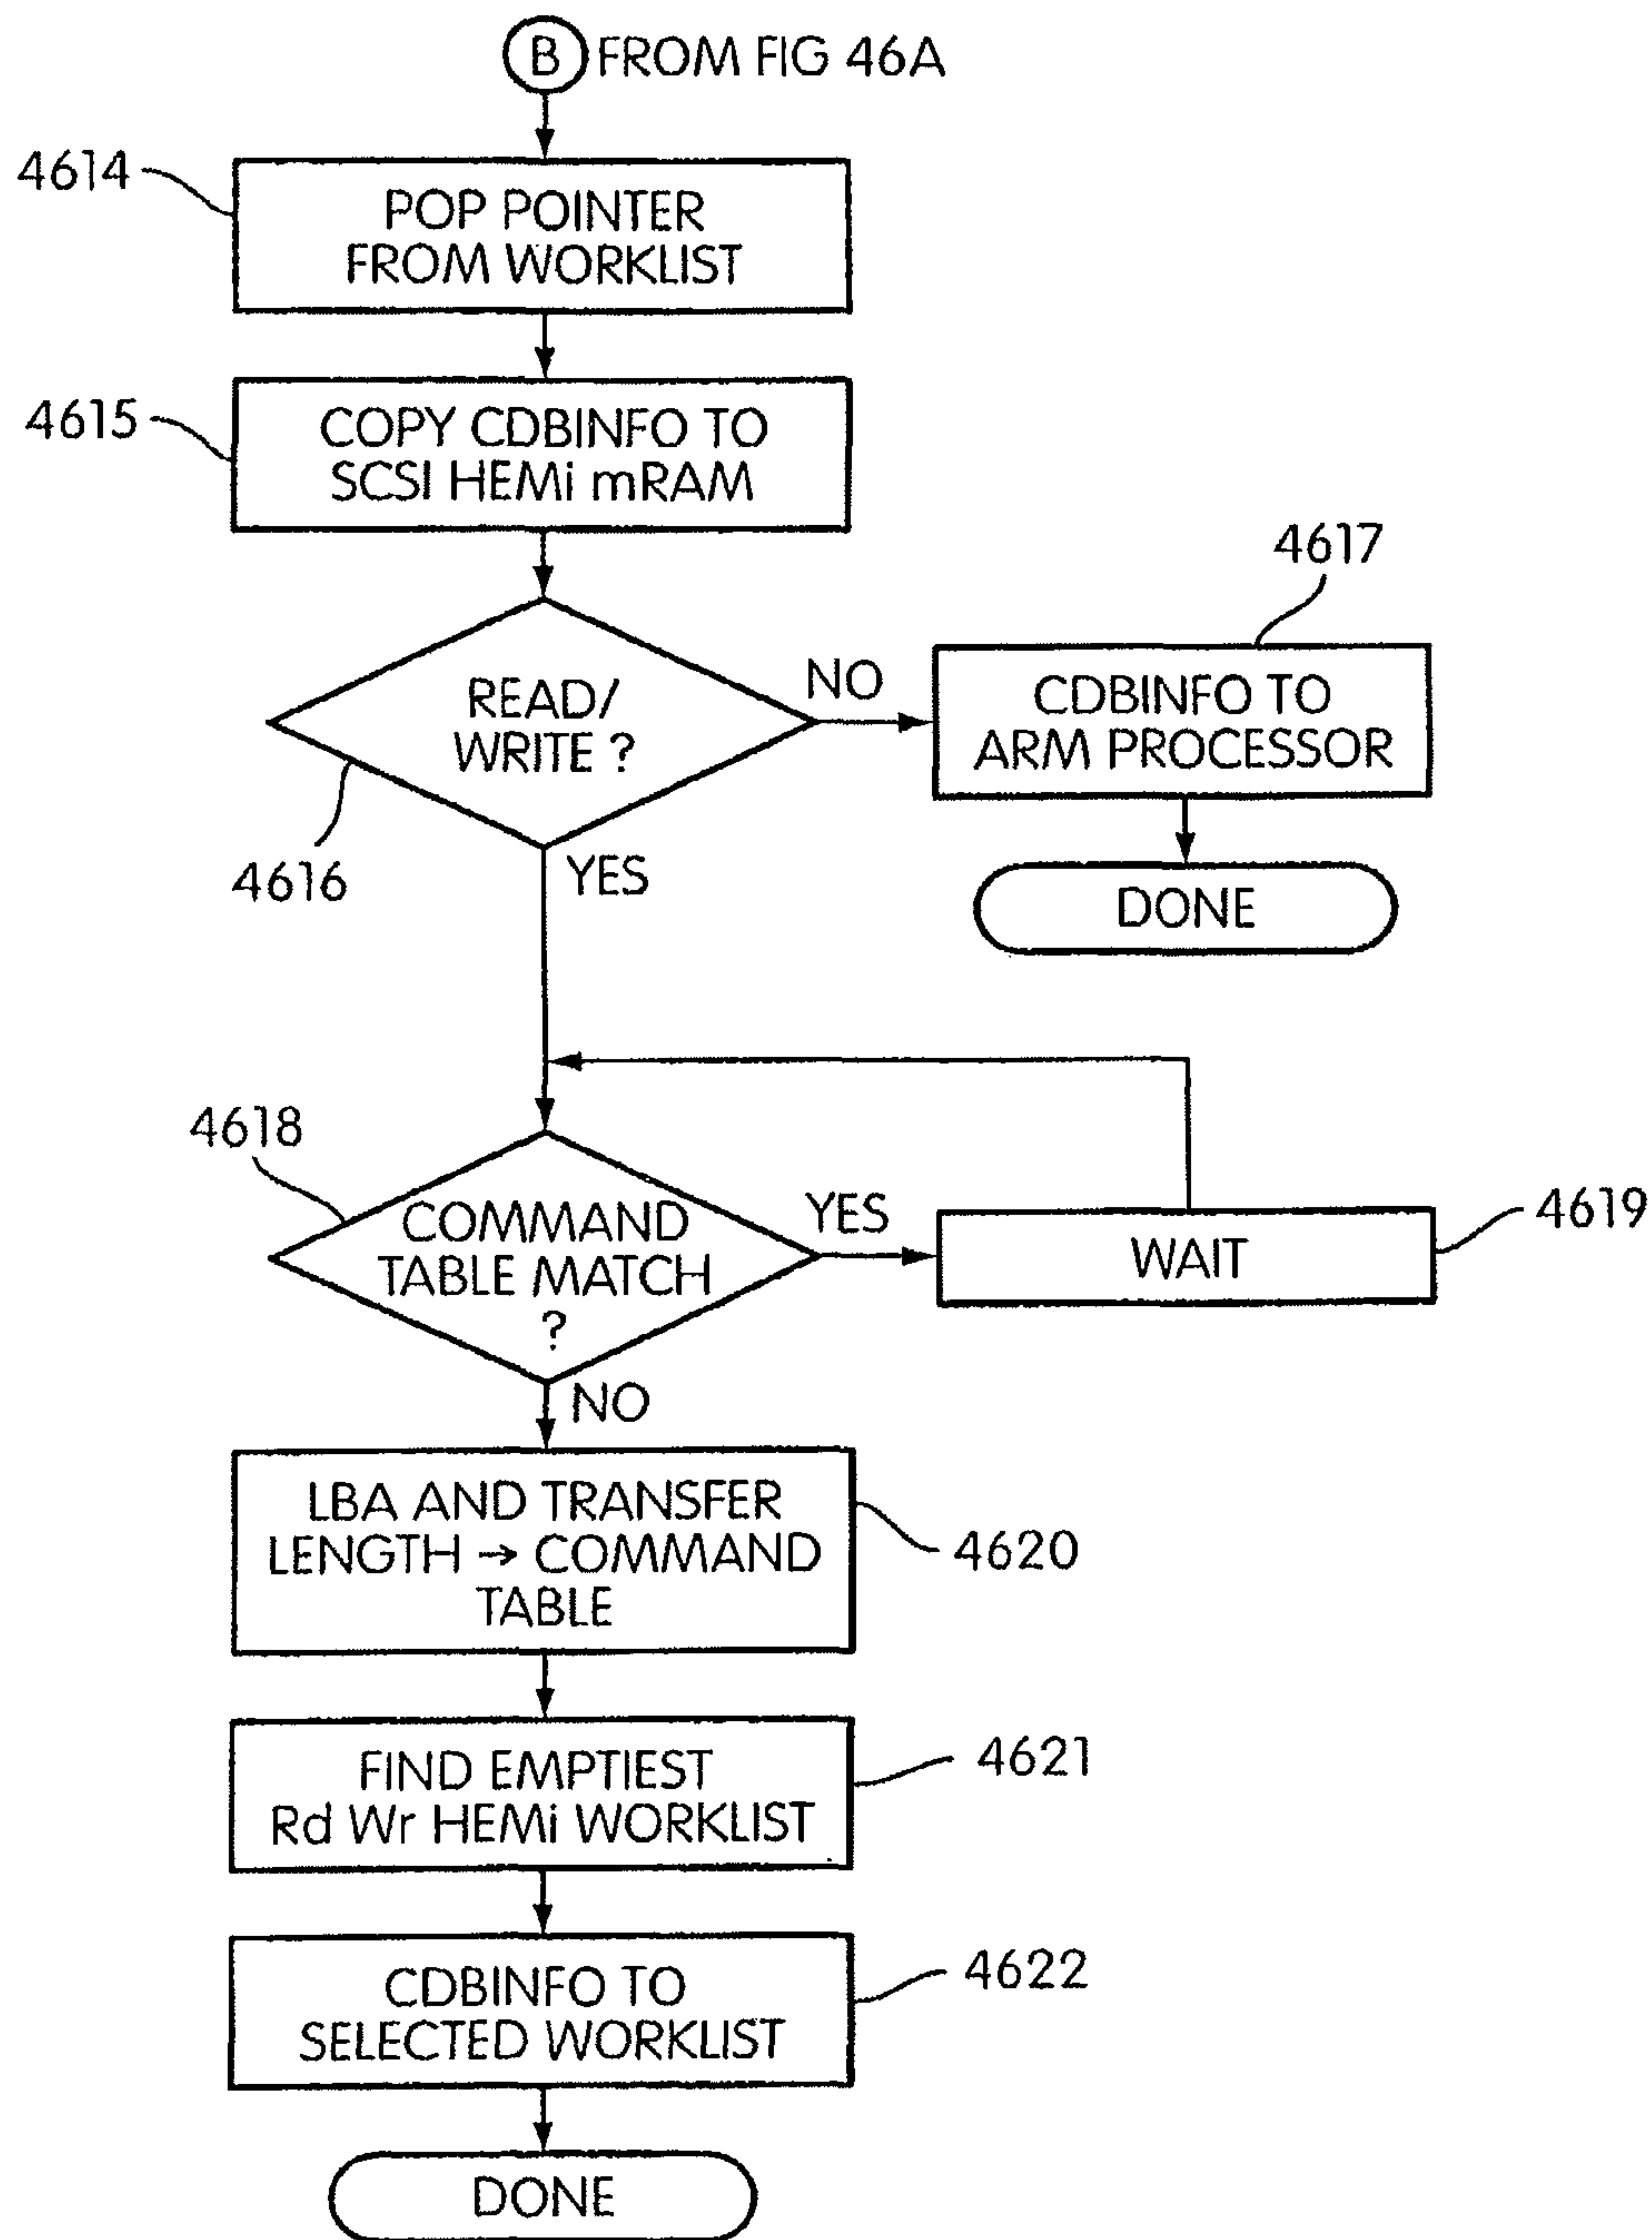 B FROM FIG 46A
4614
POP POINTER
FROM WORKLIST
4615
COPY CDBINFO TO
SCSI HEMi mRAM
4617
READ/
WRITE ?
NO
CDBINFO TO
ARM PROCESSOR
4616
YES
DONE
4618
COMMAND
TABLE MATCH
?
YES
WAIT
4619
NO
LBA AND TRANSFER
LENGTH → COMMAND
TABLE
4620
FIND EMPTIEST
Rd Wr HEMi WORKLIST
4621
CDBINFO TO
SELECTED WORKLIST
4622
DONE